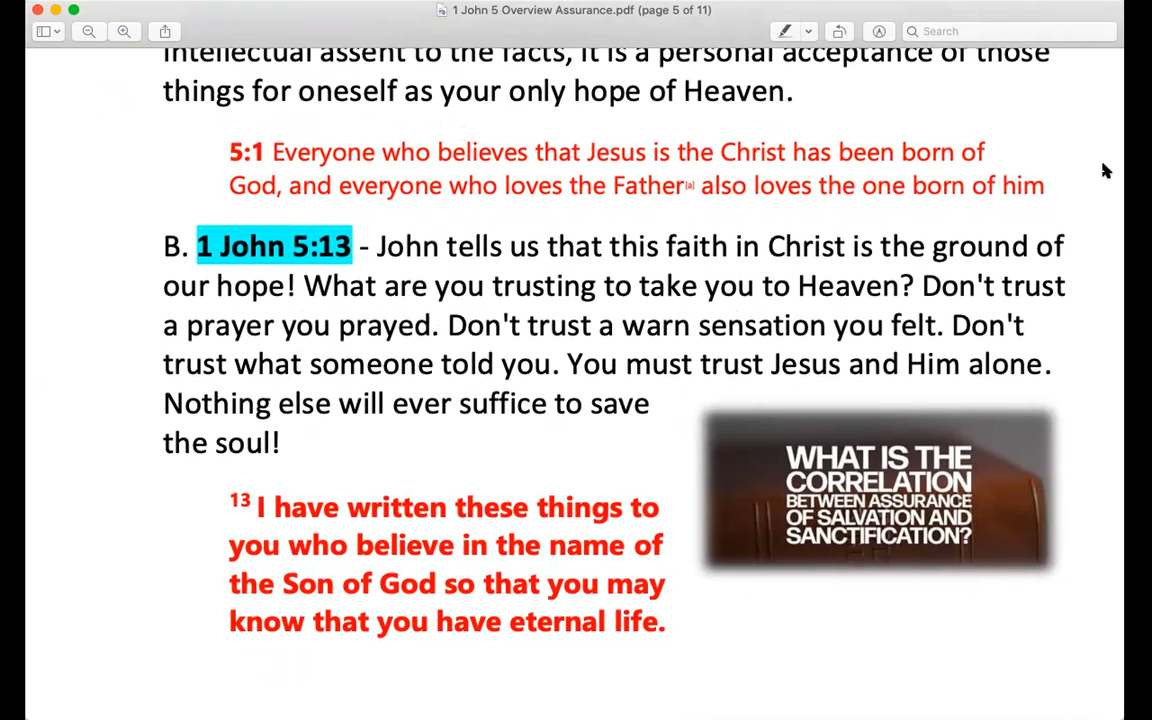 1 John 5 Overview Assurance.pdf (page 5 of 11)
Search
Intellectual assent to the facts, it is a personal acceptance of those
things for oneself as your only hope of Heaven.
5:1 Everyone who believes that Jesus is the Christ has been born of
God, and everyone who loves the Father[a] also loves the one born of him
B. 1 John 5:13 - John tells us that this faith in Christ is the ground of
our hope! What are you trusting to take you to Heaven? Don't trust
a prayer you prayed. Don't trust a warn sensation you felt. Don't
trust what someone told you. You must trust Jesus and Him alone.
Nothing else will ever suffice to save
the soul!
WHAT IS THE
CORRELATION
BETWEEN ASSURANCE
OF SALVATION AND
SANCTIFICATION?
13 I have written these things to
you who believe in the name of
the Son of God so that you may
know that you have eternal life.